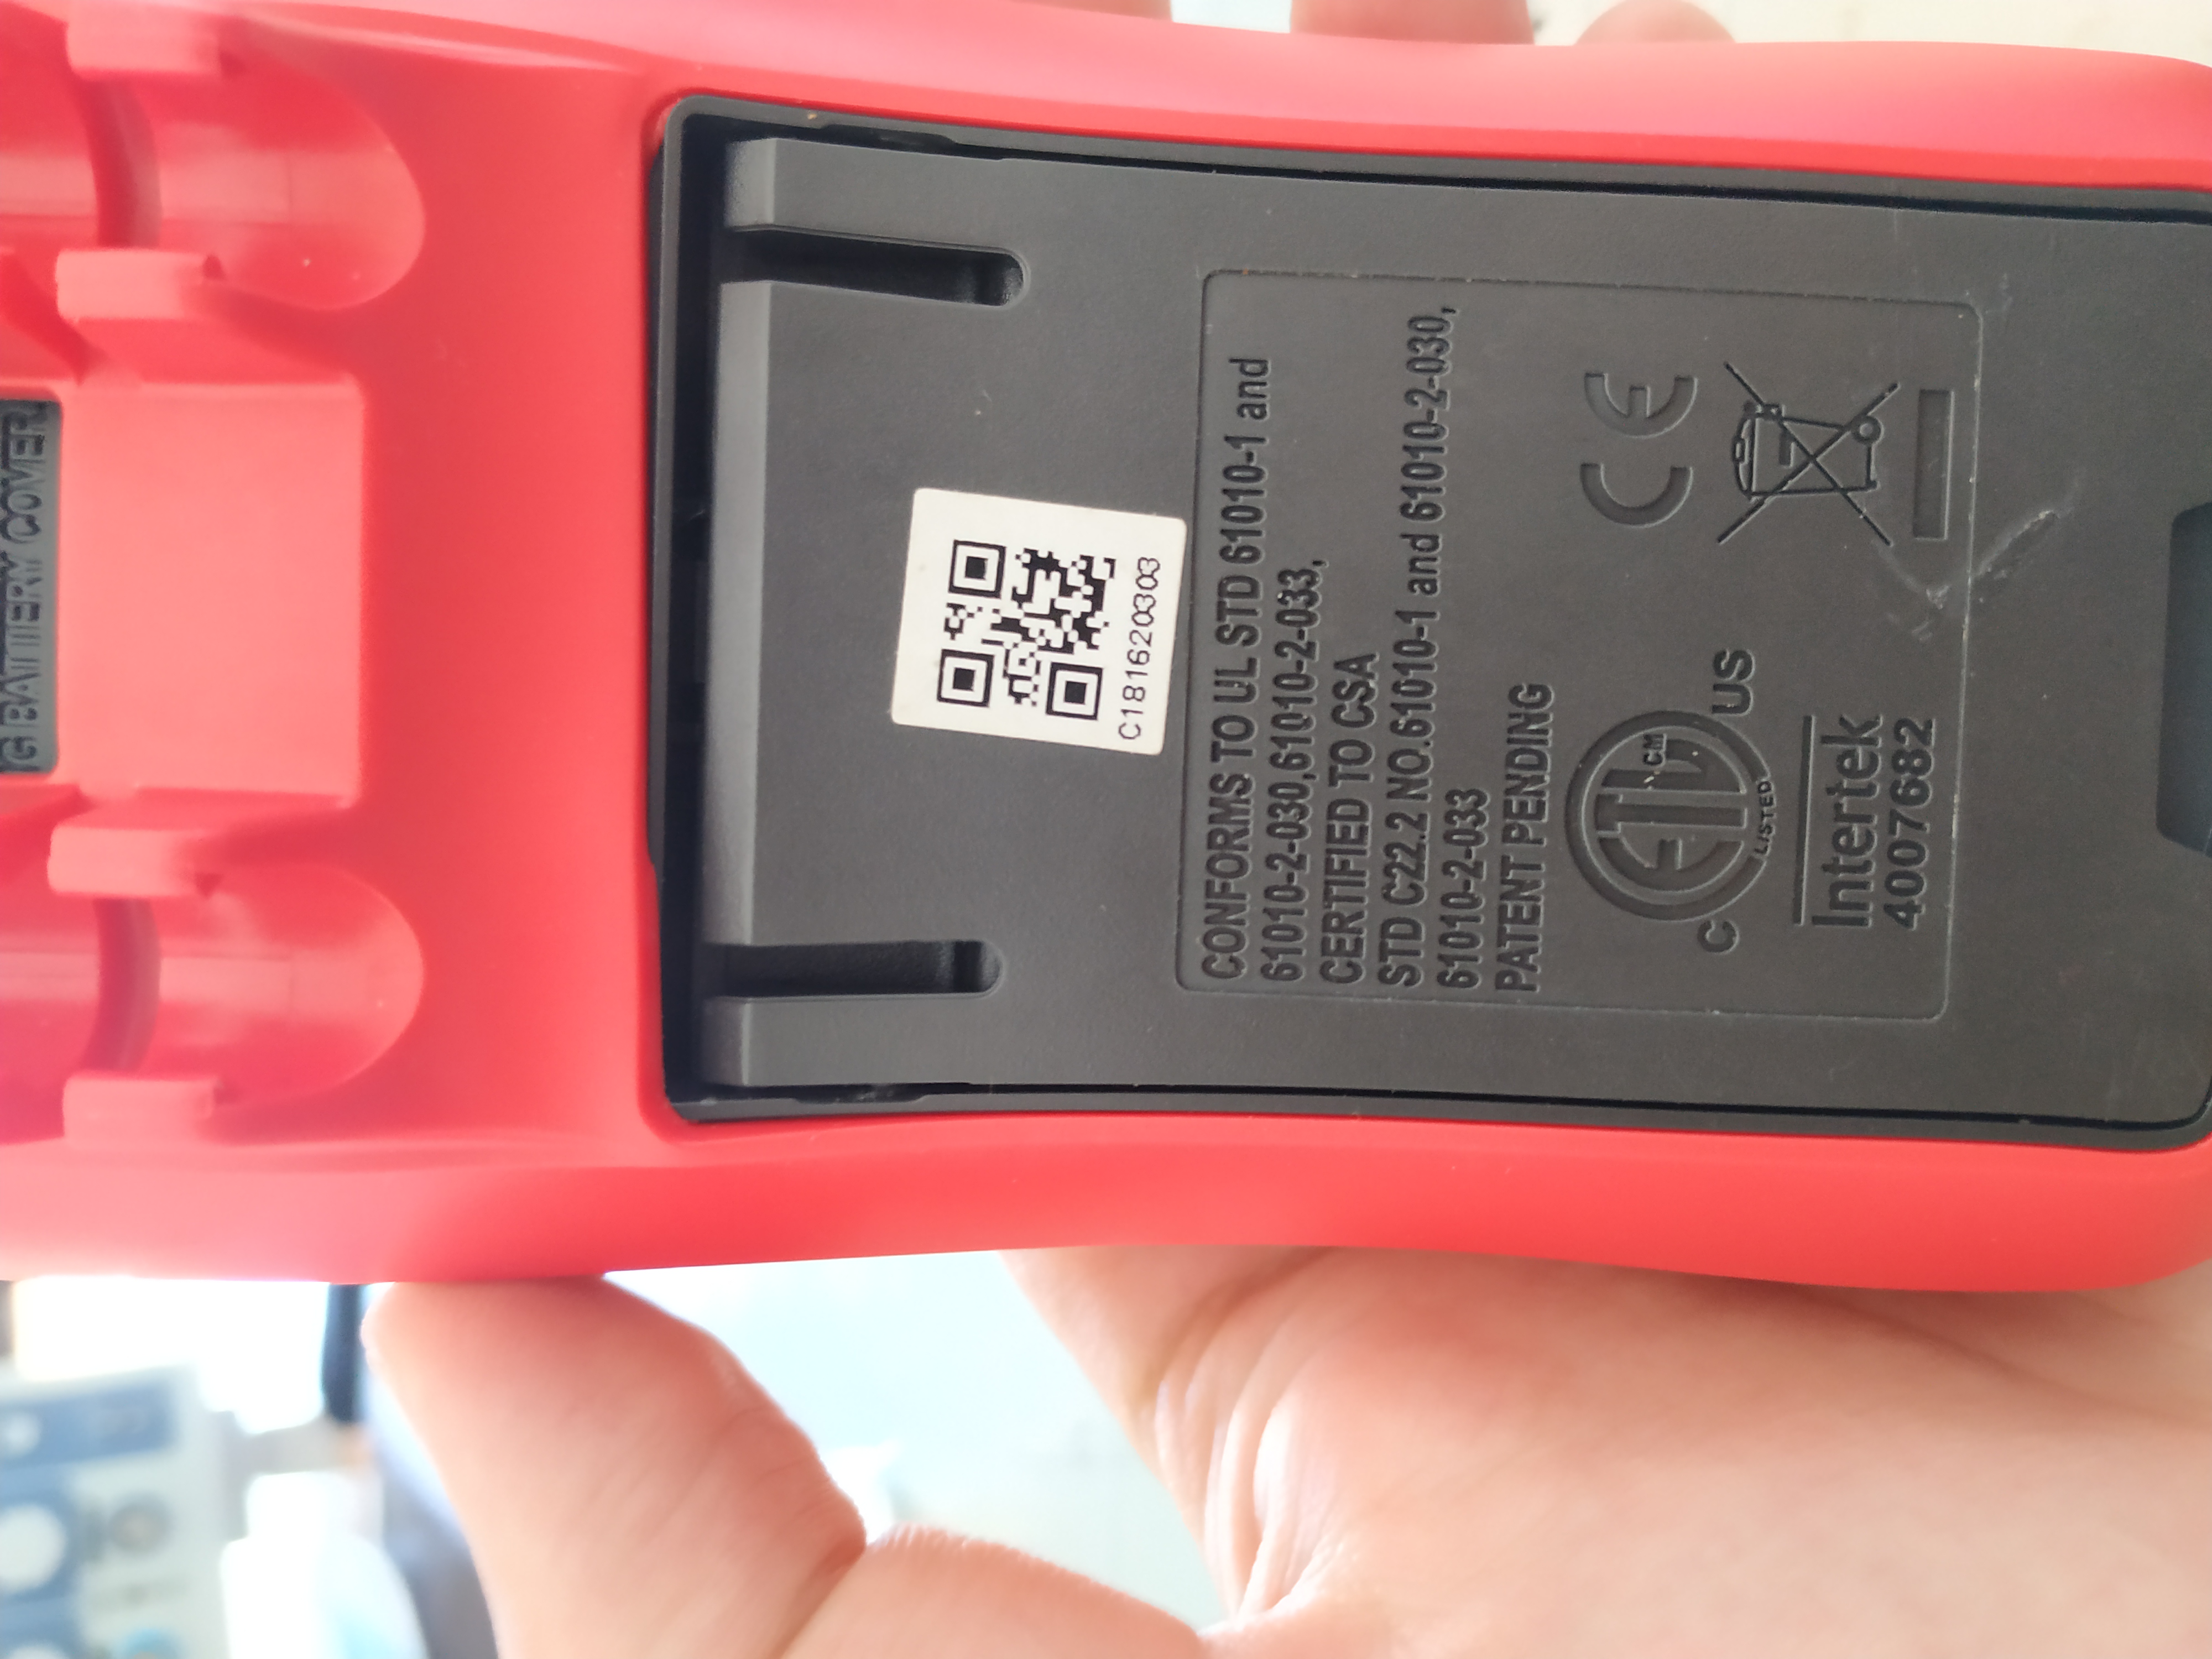 G BATTERY COVER.
C181620303
CONFORMS TO UL STD 61010-1 and
61010-2-030,61010-2-033,
CERTIFIED TO CSA
STD C22.2 NO.61010-1 and 61010-2-030,
61010-2-033
PATENT PENDING
ETL CM
C US
LISTED
CE
Intertek
4007682